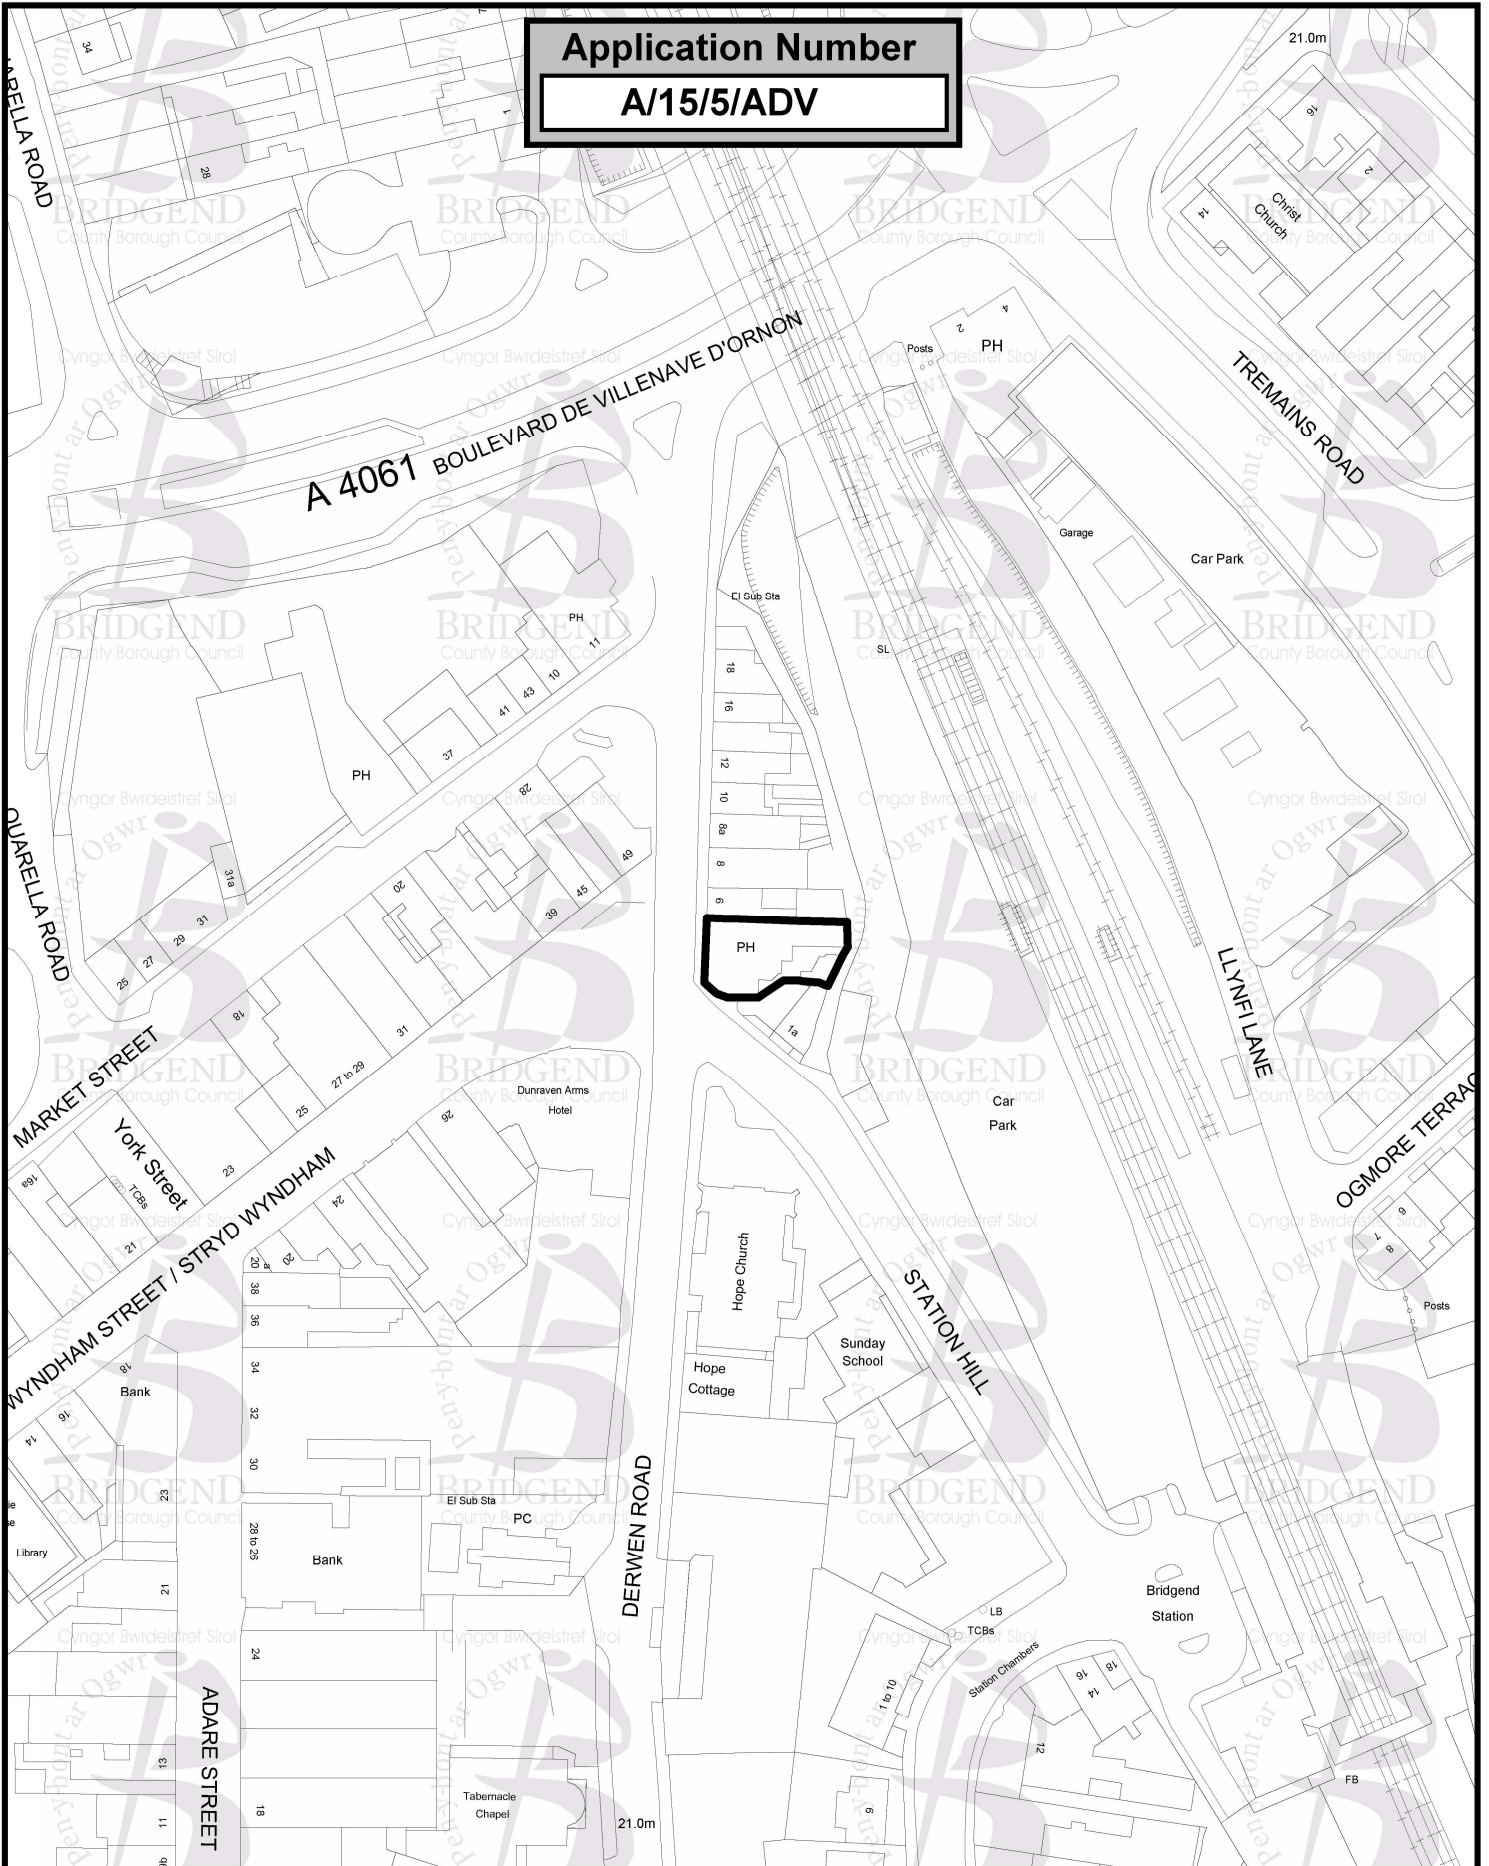 Application Number
A/15/5/ADV
21.0m
34
28
1
16
2
14
Christ
Church
BOULEVARD DE VILLENAVE D'ORNON
A 4061
Posts
2
4
PH
TREMAINS ROAD
Garage
Car Park
El Sub Sta
PH
11
10
43
41
37
PH
SL
18
16
12
10
8a
8
6
PH
1a
28
49
45
39
20
31a
31
29
27
25
QUARELLA ROAD
18
31
27 to 29
25
23
MARKET STREET
York Street
TCBs
16a
21
LLYNFI LANE
Dunraven Arms
Hotel
26
24
20
20
a
Car
Park
OGMORE TERRAC
6
7
8
Posts
WYNDHAM STREET / STRYD WYNDHAM
38
36
34
32
30
Hope Church
Hope
Cottage
Sunday
School
STATION HILL
18
Bank
16
14
23
Library
21
El Sub Sta
PC
28 to 26
Bank
DERWEN ROAD
Bridgend
Station
LB
TCBs
Station Chambers
18
16
14
1 to 10
12
24
ADARE STREET
13
11
18
Tabernacle
Chapel
21.0m
9
FB
Cyngor Bwrdeistref Sirol
Pen-y-bont ar Ogwr
BRIDGEND
County Borough Council